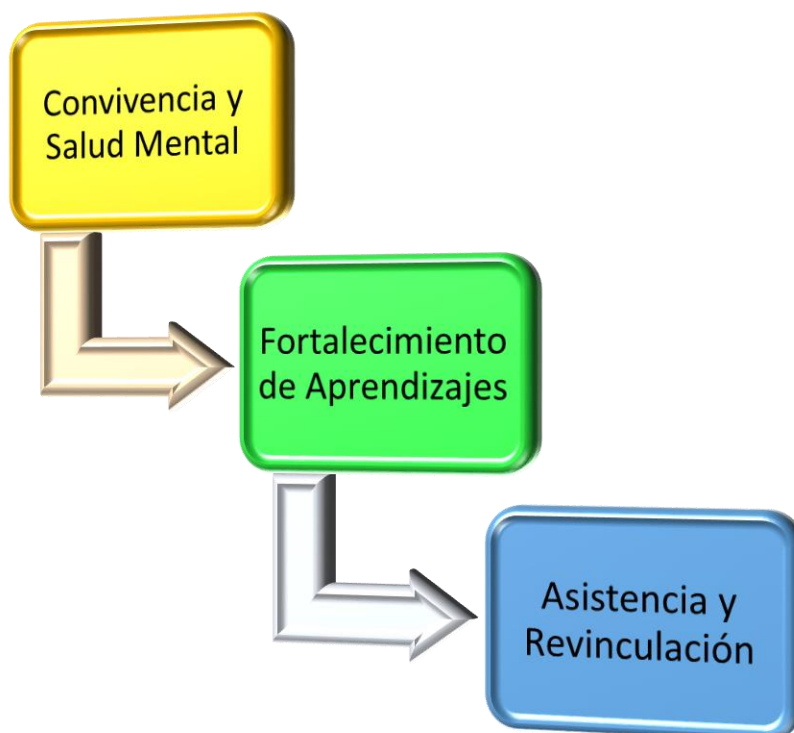 Convivencia y
Salud Mental
Fortalecimiento
de Aprendizajes
Asistencia y
Revinculación